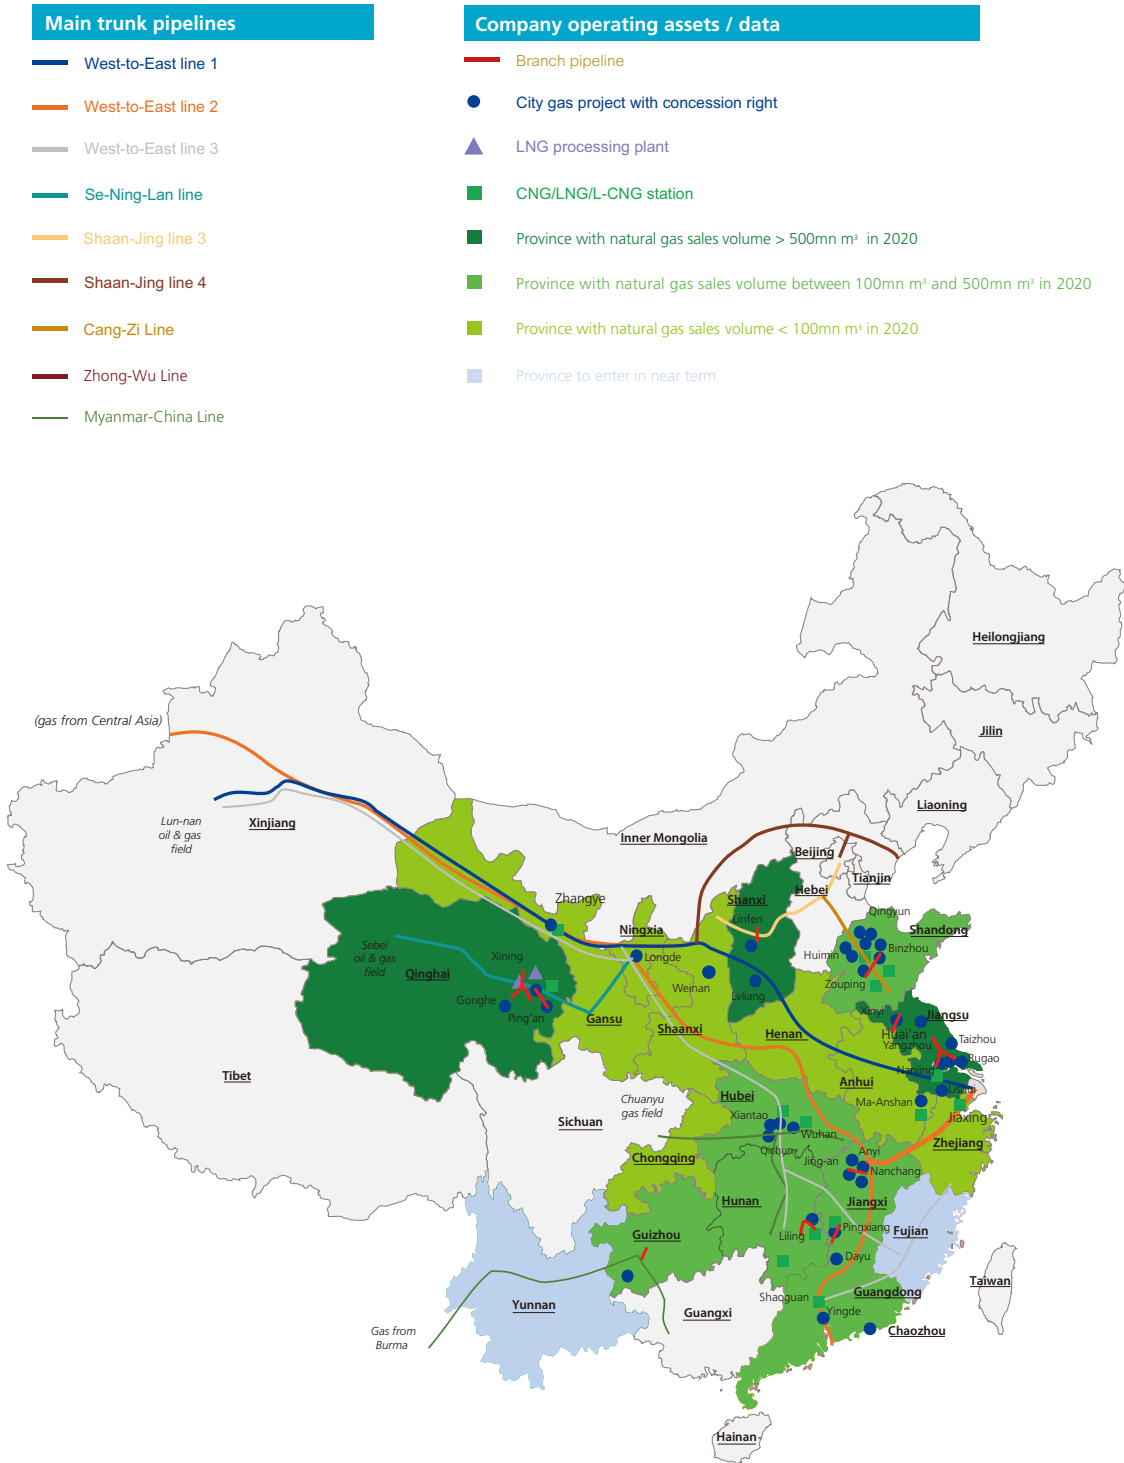 Main trunk pipelines
West-to-East line 1
West-to-East line 2
West-to-East line 3
Se-Ning-Lan line
Shaan-Jing line 3
Shaan-Jing line 4
Cang-Zi Line
Zhong-Wu Line
Myanmar-China Line
Company operating assets / data
Branch pipeline
City gas project with concession right
LNG processing plant
CNG/LNG/L-CNG station
Province with natural gas sales volume > 500mn m³ in 2020
Province with natural gas sales volume between 100mn m³ and 500mn m³ in 2020
Province with natural gas sales volume < 100mn m³ in 2020
Province to enter in near term
Heilongjiang
(gas from Central Asia)
Jilin
Liaoning
Lun-nan
oil & gas
field
Xinjiang
Inner Mongolia
Beijing
Tianjin
Hebei
Zhangye
Shanxi
Linfen
Qingyun
Ningxia
Shandong
Sebei
oil & gas
field
Qinghai
Xining
Longde
Huimin
Binzhou
Weinan
Lvliang
Zouping
Gonghe
Ping'an
Gansu
Shaanxi
Henan
Xinyi
Jiangsu
Huai'an
Yangzhou
Taizhou
Rugao
Nanjing
Tibet
Anhui
Lishui
Chuanyu
gas field
Hubei
Ma-Anshan
Jiaxing
Sichuan
Xiantao
Wuhan
Zhejiang
Qichun
Chongqing
Jing-an
Anyi
Nanchang
Hunan
Jiangxi
Guizhou
Liling
Pingxiang
Fujian
Dayu
Taiwan
Yunnan
Guangxi
Shaoguan
Guangdong
Yingde
Chaozhou
Gas from
Burma
Hainan